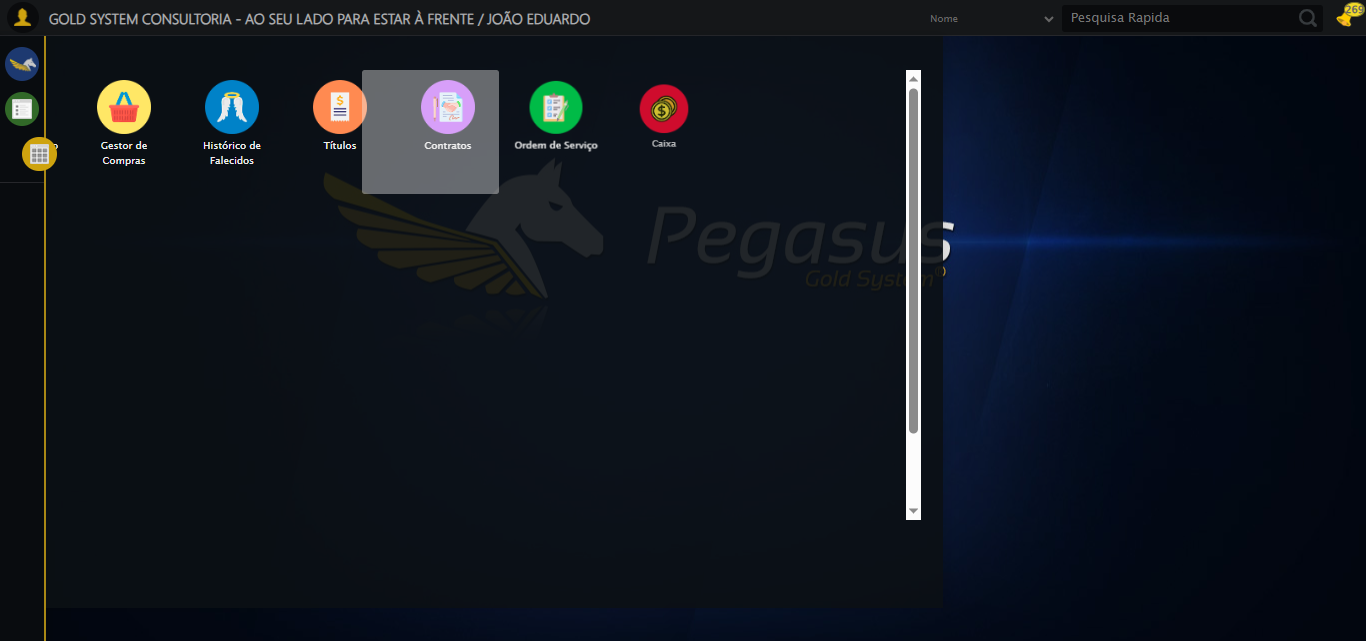 GOLD SYSTEM CONSULTORIA - AO SEU LADO PARA ESTAR À FRENTE / JOÃO EDUARDO
Nome
Pesquisa Rapida
269
Gestor de
Compras
Histórico de
Falecidos
Títulos
Contratos
Ordem de Serviço
Caixa
Pegasus
Gold System®